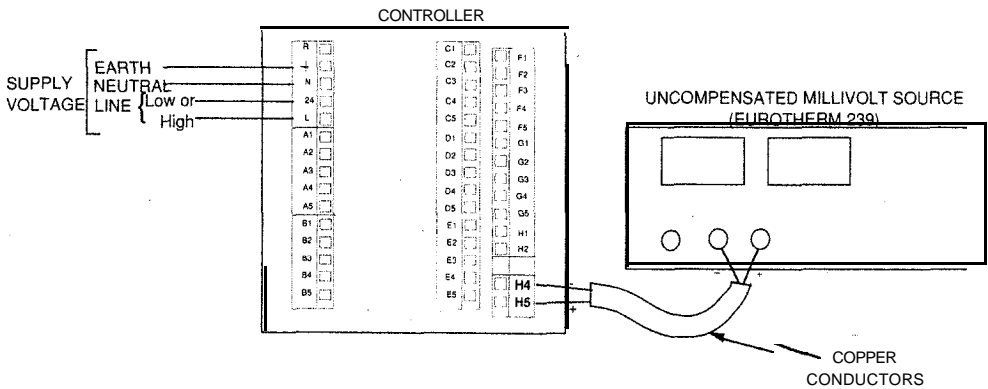 CONTROLLER
SUPPLY VOLTAGE
EARTH
NEUTRAL
LINE { Low or
High
R
N
24
L
A1
A2
A3
A4
A5
B1
B2
B3
B4
B5
C1
C2
C3
C4
C5
D1
D2
D3
D4
D5
E1
E2
E3
E4
E5
F1
F2
F3
F4
F5
G1
G2
G3
G4
G5
H1
H2
H4 -
H5 +
UNCOMPENSATED MILLIVOLT SOURCE
(EUROTHERM 239)
- +
COPPER
CONDUCTORS